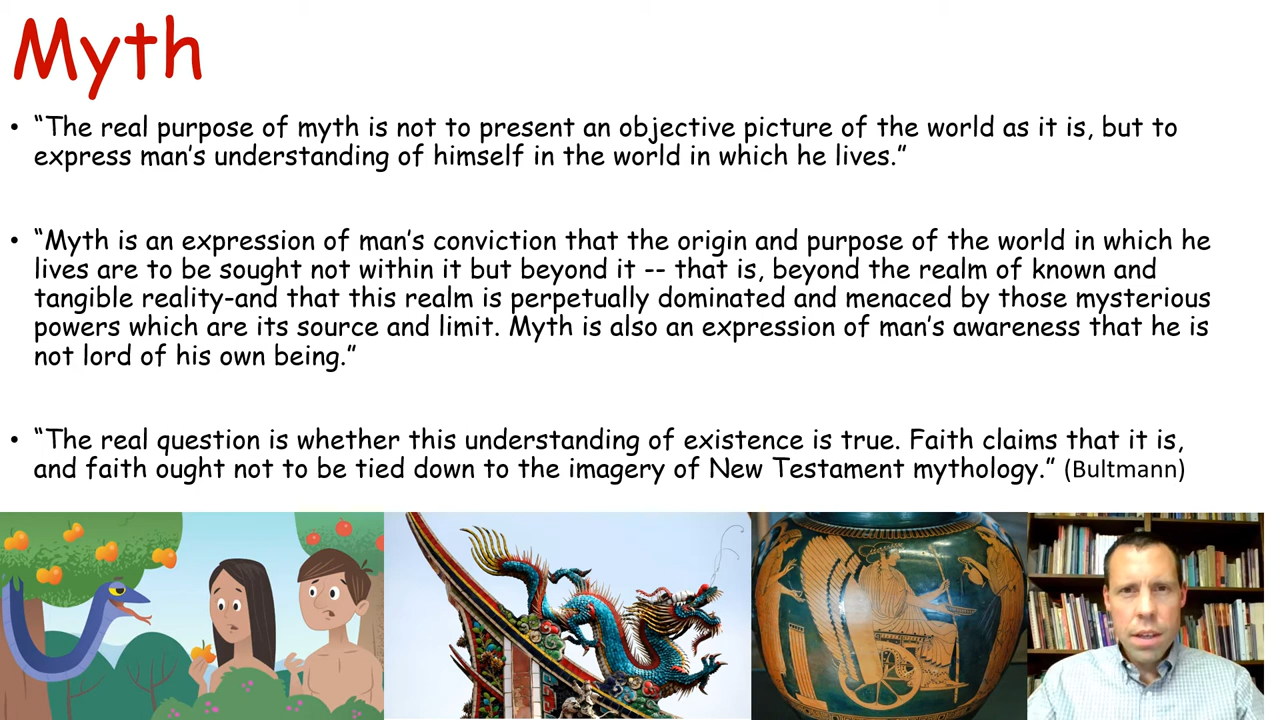 Myth
• “The real purpose of myth is not to present an objective picture of the world as it is, but to
express man’s understanding of himself in the world in which he lives.”
• “Myth is an expression of man’s conviction that the origin and purpose of the world in which he
lives are to be sought not within it but beyond it -- that is, beyond the realm of known and
tangible reality-and that this realm is perpetually dominated and menaced by those mysterious
powers which are its source and limit. Myth is also an expression of man’s awareness that he is
not lord of his own being.”
• “The real question is whether this understanding of existence is true. Faith claims that it is,
and faith ought not to be tied down to the imagery of New Testament mythology.” (Bultmann)